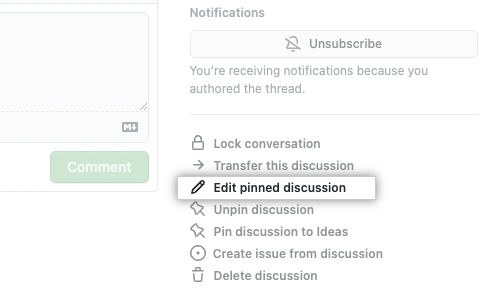 Notifications
Unsubscribe
You're receiving notifications because you
authored the thread.
M↓
Comment
Lock conversation
Transfer this discussion
Edit pinned discussion
Unpin discussion
Pin discussion to Ideas
Create issue from discussion
Delete discussion